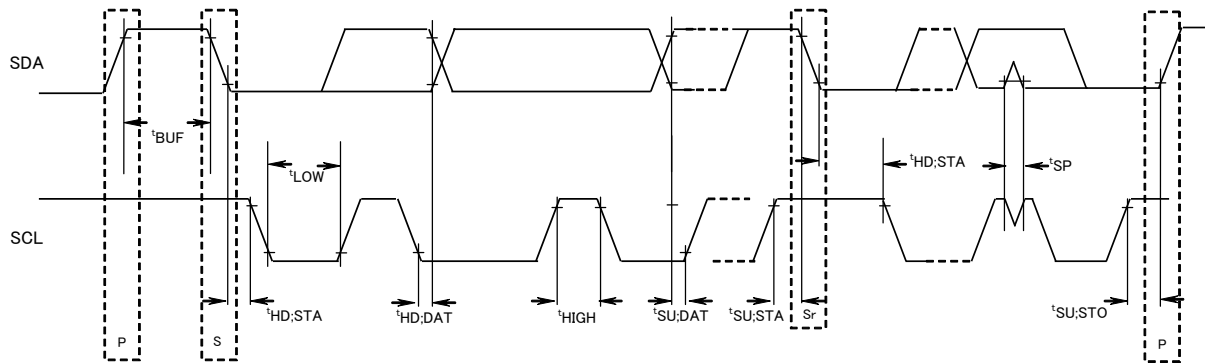 SDA
tBUF
tLOW
tHD;STA
tSP
SCL
tHD;STA
tHD;DAT
tHIGH
tSU;DAT
tSU;STA
Sr
tSU;STO
P
S
P